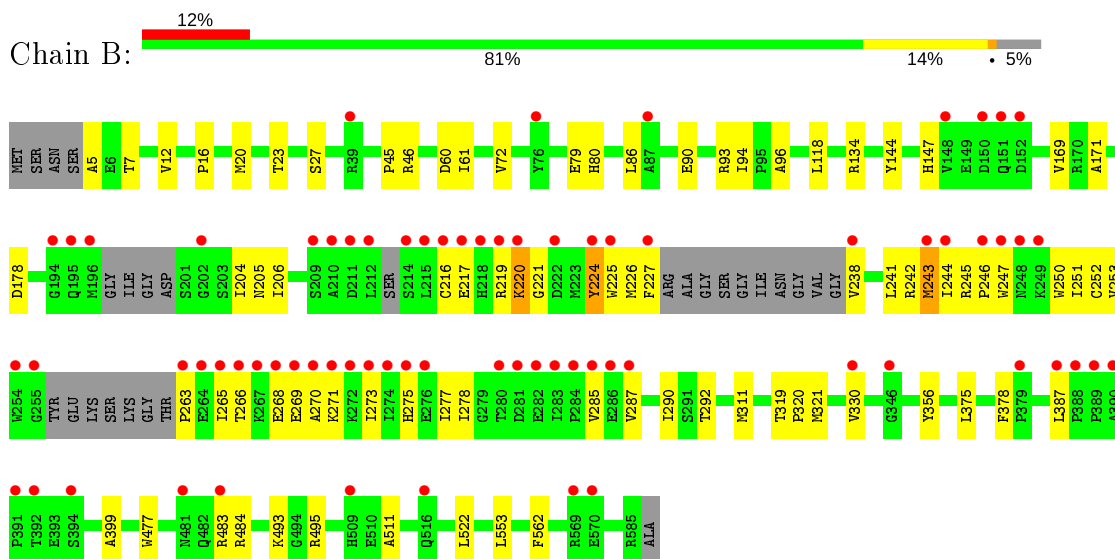 12%
Chain B:
81% 14% • 5%
MET SER ASN SER A5 E6 T7 V12 P16 M20 T23 S27 R39 P45 R46 D60 I61 V72 Y76 E79 H80 L86 A87 E90 R93 I94 P95 A96 L118 R134 Y144 H147 V148 E149 D150 Q151 D152 V169 R170 A171
D178 G194 Q195 M196 GLY ILE GLY ASP S201 G202 S203 I204 N205 I206 S209 A210 D211 L212 SER S214 L215 C216 E217 H218 R219 K220 G221 D222 M223 Y224 W225 M226 F227 ARG ALA GLY SER GLY ILE ASN GLY VAL GLY V238 L241 R242 M243 I244 R245 P246 W247 N248 K249 W250 I251 C252
W254 G255 TYR GLU LYS SER LYS GLY THR P263 E264 I265 T266 K267 E268 E269 A270 K271 K272 I273 I274 H275 E276 I277 I278 G279 T280 D281 E282 I283 P284 V285 E286 V287 I290 S291 T292 M311 T319 P320 M321 V330 G346 Y356 L375 F378 P379 L387 P388 P389
P391 T392 E393 S394 A399 W477 N481 Q482 R483 R484 K493 G494 R495 H509 E510 A511 Q516 L522 L553 F562 R569 E570 R585 ALA